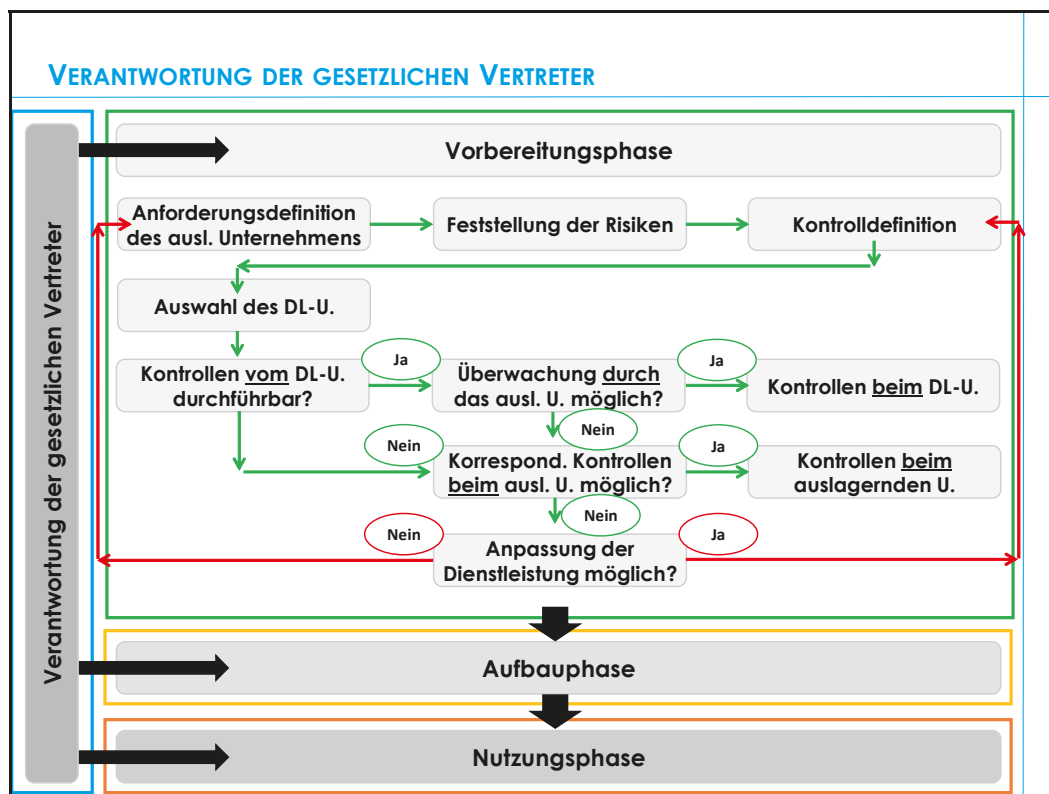 VERANTWORTUNG DER GESETZLICHEN VERTRETER
Verantwortung der gesetzlichen Vertreter
Vorbereitungsphase
Anforderungsdefinition
des ausl. Unternehmens
Feststellung der Risiken
Kontrolldefinition
Auswahl des DL-U.
Kontrollen vom DL-U.
durchführbar?
Ja
Überwachung durch
das ausl. U. möglich?
Ja
Kontrollen beim DL-U.
Nein
Nein
Korrespond. Kontrollen
beim ausl. U. möglich?
Ja
Kontrollen beim
auslagernden U.
Nein
Nein
Anpassung der
Dienstleistung möglich?
Ja
Aufbauphase
Nutzungsphase